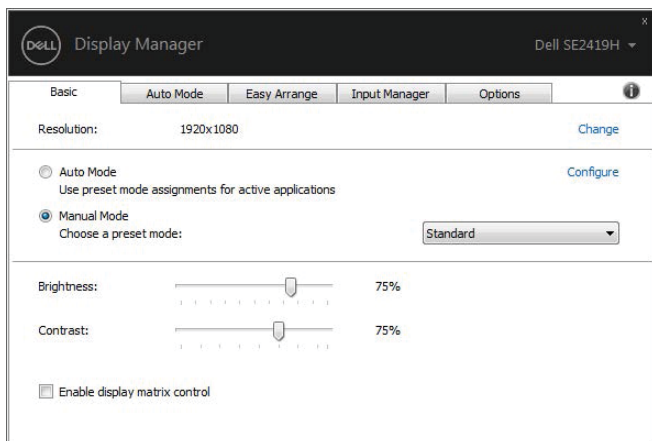 x
DELL Display Manager Dell SE2419H
Basic Auto Mode Easy Arrange Input Manager Options i
Resolution: 1920x1080 Change
Auto Mode Configure
Use preset mode assignments for active applications
Manual Mode
Choose a preset mode: Standard
Brightness: 75%
Contrast: 75%
Enable display matrix control